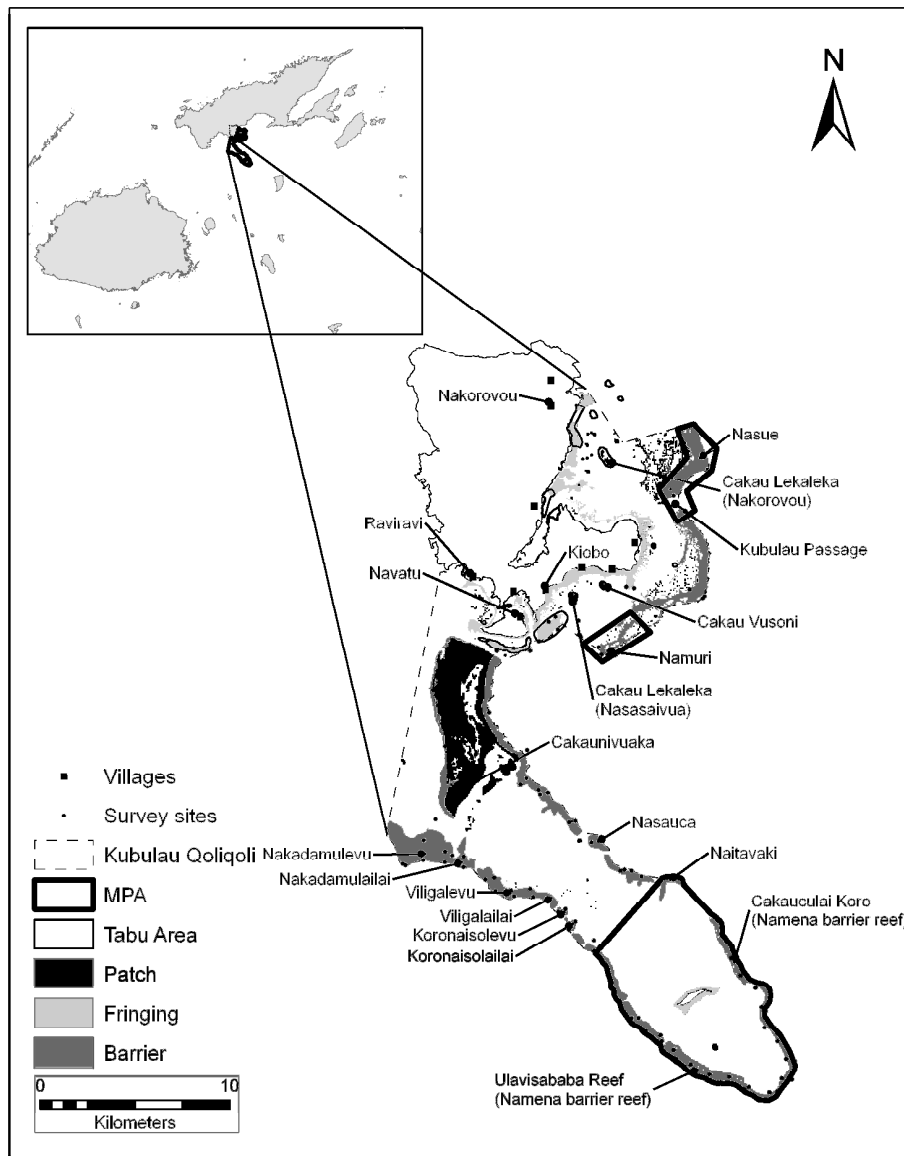 N
Nakorovou
Nasue
Cakau Lekaleka
(Nakorovou)
Raviravi
Kiobo
Kubulau Passage
Navatu
Cakau Vusoni
Namuri
Cakau Lekaleka
(Nasasaivua)
Cakaunivuaka
Nasauca
Nakadamulevu
Naitavaki
Nakadamulailai
Viligalevu
Cakauculai Koro
(Namena barrier reef)
Viligalailai
Koronaisolevu
Koronaisolailai
Ulavisababa Reef
(Namena barrier reef)
Villages
Survey sites
Kubulau Qoliqoli
MPA
Tabu Area
Patch
Fringing
Barrier
0 10
Kilometers